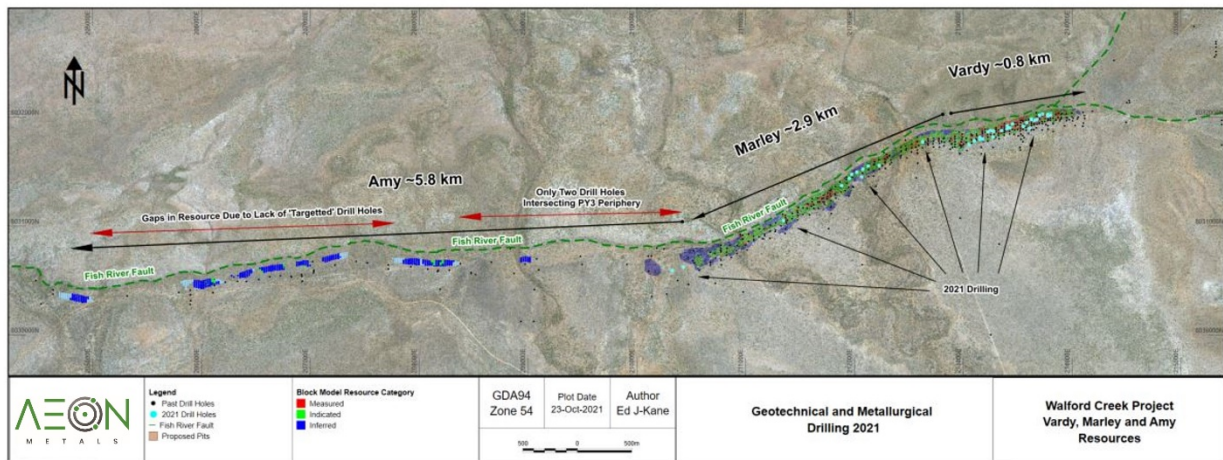 Vardy ~0.8 km
Marley ~2.9 km
Amy ~5.8 km
Only Two Drill Holes
Intersecting PY3 Periphery
Gaps in Resource Due to Lack of 'Targetted' Drill Holes
Fish River Fault
Fish River Fault
Fish River Fault
2021 Drilling
N
AEON
METALS
Legend
Past Drill Holes
2021 Drill Holes
Fish River Fault
Proposed Pits
Block Model Resource Category
Measured
Indicated
Inferred
GDA94
Zone 54
Plot Date
23-Oct-2021
Author
Ed J-Kane
500 0 500m
Geotechnical and Metallurgical
Drilling 2021
Walford Creek Project
Vardy, Marley and Amy
Resources